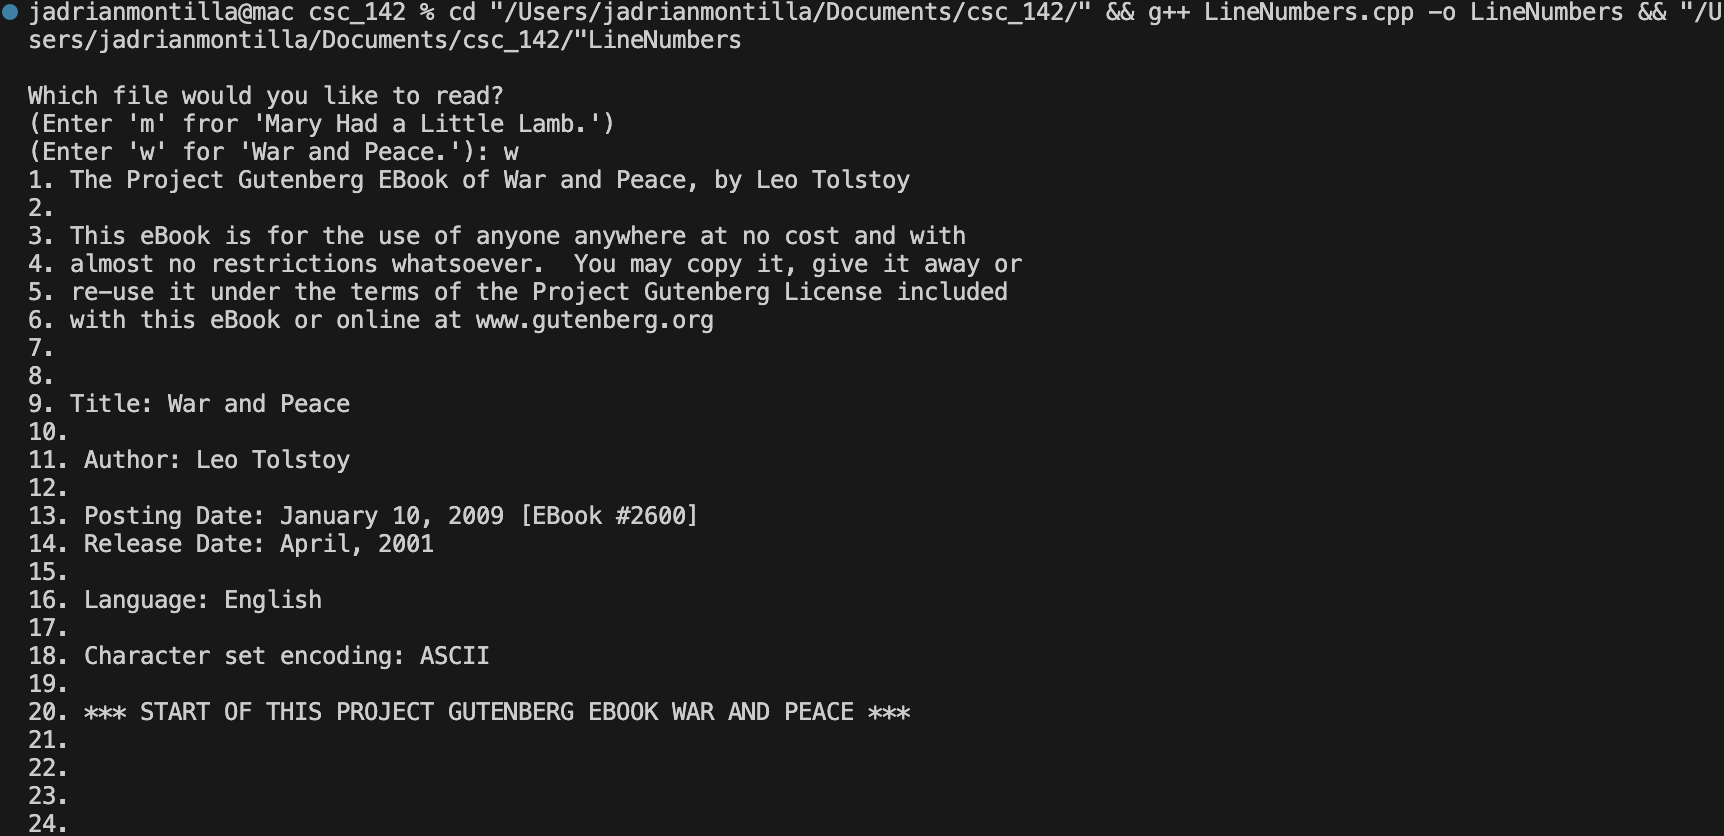 jadrianmontilla@mac csc_142 % cd "/Users/jadrianmontilla/Documents/csc_142/" && g++ LineNumbers.cpp -o LineNumbers && "/U
sers/jadrianmontilla/Documents/csc_142/"LineNumbers
Which file would you like to read?
(Enter 'm' fror 'Mary Had a Little Lamb.')
(Enter 'w' for 'War and Peace.'): w
1. The Project Gutenberg EBook of War and Peace, by Leo Tolstoy
2.
3. This eBook is for the use of anyone anywhere at no cost and with
4. almost no restrictions whatsoever.  You may copy it, give it away or
5. re-use it under the terms of the Project Gutenberg License included
6. with this eBook or online at www.gutenberg.org
7.
8.
9. Title: War and Peace
10.
11. Author: Leo Tolstoy
12.
13. Posting Date: January 10, 2009 [EBook #2600]
14. Release Date: April, 2001
15.
16. Language: English
17.
18. Character set encoding: ASCII
19.
20. *** START OF THIS PROJECT GUTENBERG EBOOK WAR AND PEACE ***
21.
22.
23.
24.